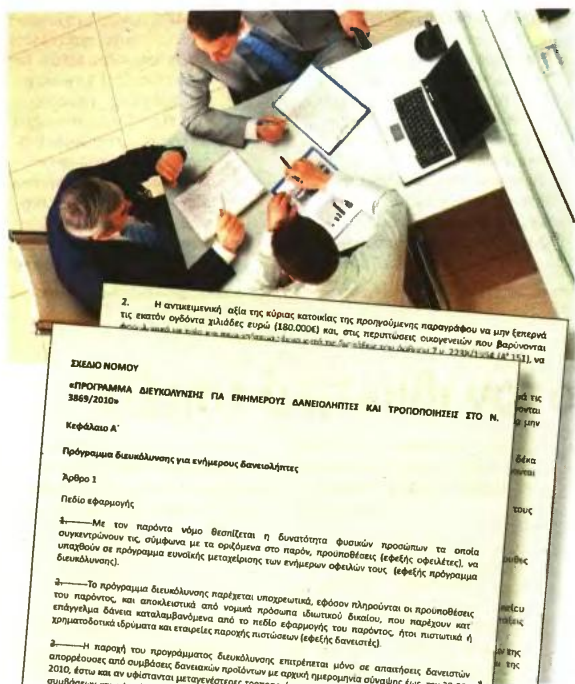 2. Η αντικειμενική αξία της κύριας κατοικίας της προηγούμενης παραγράφου να μην ξεπερνά
τις εκατόν ογδόντα χιλιάδες ευρώ (180.000€) και, στις περιπτώσεις οικογενειών που βαρύνονται
ΣΧΕΔΙΟ ΝΟΜΟΥ
«ΠΡΟΓΡΑΜΜΑ ΔΙΕΥΚΟΛΥΝΣΗΣ ΓΙΑ ΕΝΗΜΕΡΟΥΣ ΔΑΝΕΙΟΛΗΠΤΕΣ ΚΑΙ ΤΡΟΠΟΠΟΙΗΣΕΙΣ ΣΤΟ Ν.
3869/2010»
Κεφάλαιο Α΄
Πρόγραμμα διευκόλυνσης για ενήμερους δανειολήπτες
Άρθρο 1
Πεδίο εφαρμογής
1. Με τον παρόντα νόμο θεσπίζεται η δυνατότητα φυσικών προσώπων τα οποία
συγκεντρώνουν τις, σύμφωνα με τα οριζόμενα στο παρόν, προϋποθέσεις (εφεξής οφειλέτες), να
υπαχθούν σε πρόγραμμα ευνοϊκής μεταχείρισης των ενήμερων οφειλών τους (εφεξής πρόγραμμα
διευκόλυνσης).
2. Το πρόγραμμα διευκόλυνσης παρέχεται υποχρεωτικά, εφόσον πληρούνται οι προϋποθέσεις
του παρόντος, και αποκλειστικά από νομικά πρόσωπα ιδιωτικού δικαίου, που παρέχουν κατ'
επάγγελμα δάνεια καταλαμβανόμενα από το πεδίο εφαρμογής του παρόντος, ήτοι πιστωτικά ή
χρηματοδοτικά ιδρύματα και εταιρείες παροχής πιστώσεων (εφεξής δανειστές).
3. Η παροχή του προγράμματος διευκόλυνσης επιτρέπεται μόνο σε απαιτήσεις δανειστών
απορρέουσες από συμβάσεις δανειακών προϊόντων με αρχική ημερομηνία σύναψης έως
2010, έστω και αν υφίστανται μεταγενέστερες